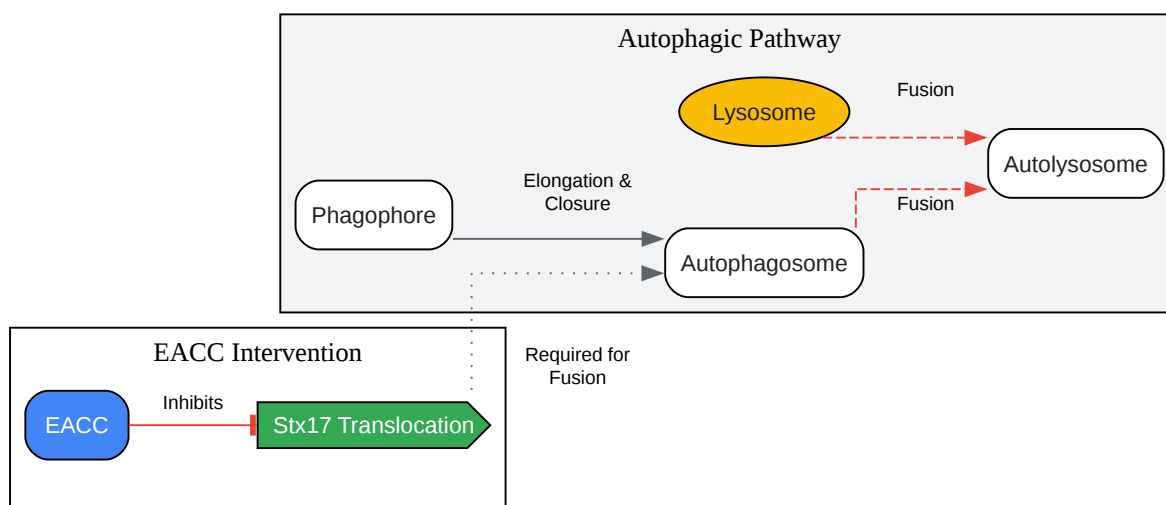 Autophagic Pathway
Lysosome
Fusion
Autolysosome
Elongation &
Closure
Phagophore
Fusion
Autophagosome
EACC Intervention
Required for
Fusion
Inhibits
EACC
Stx17 Translocation